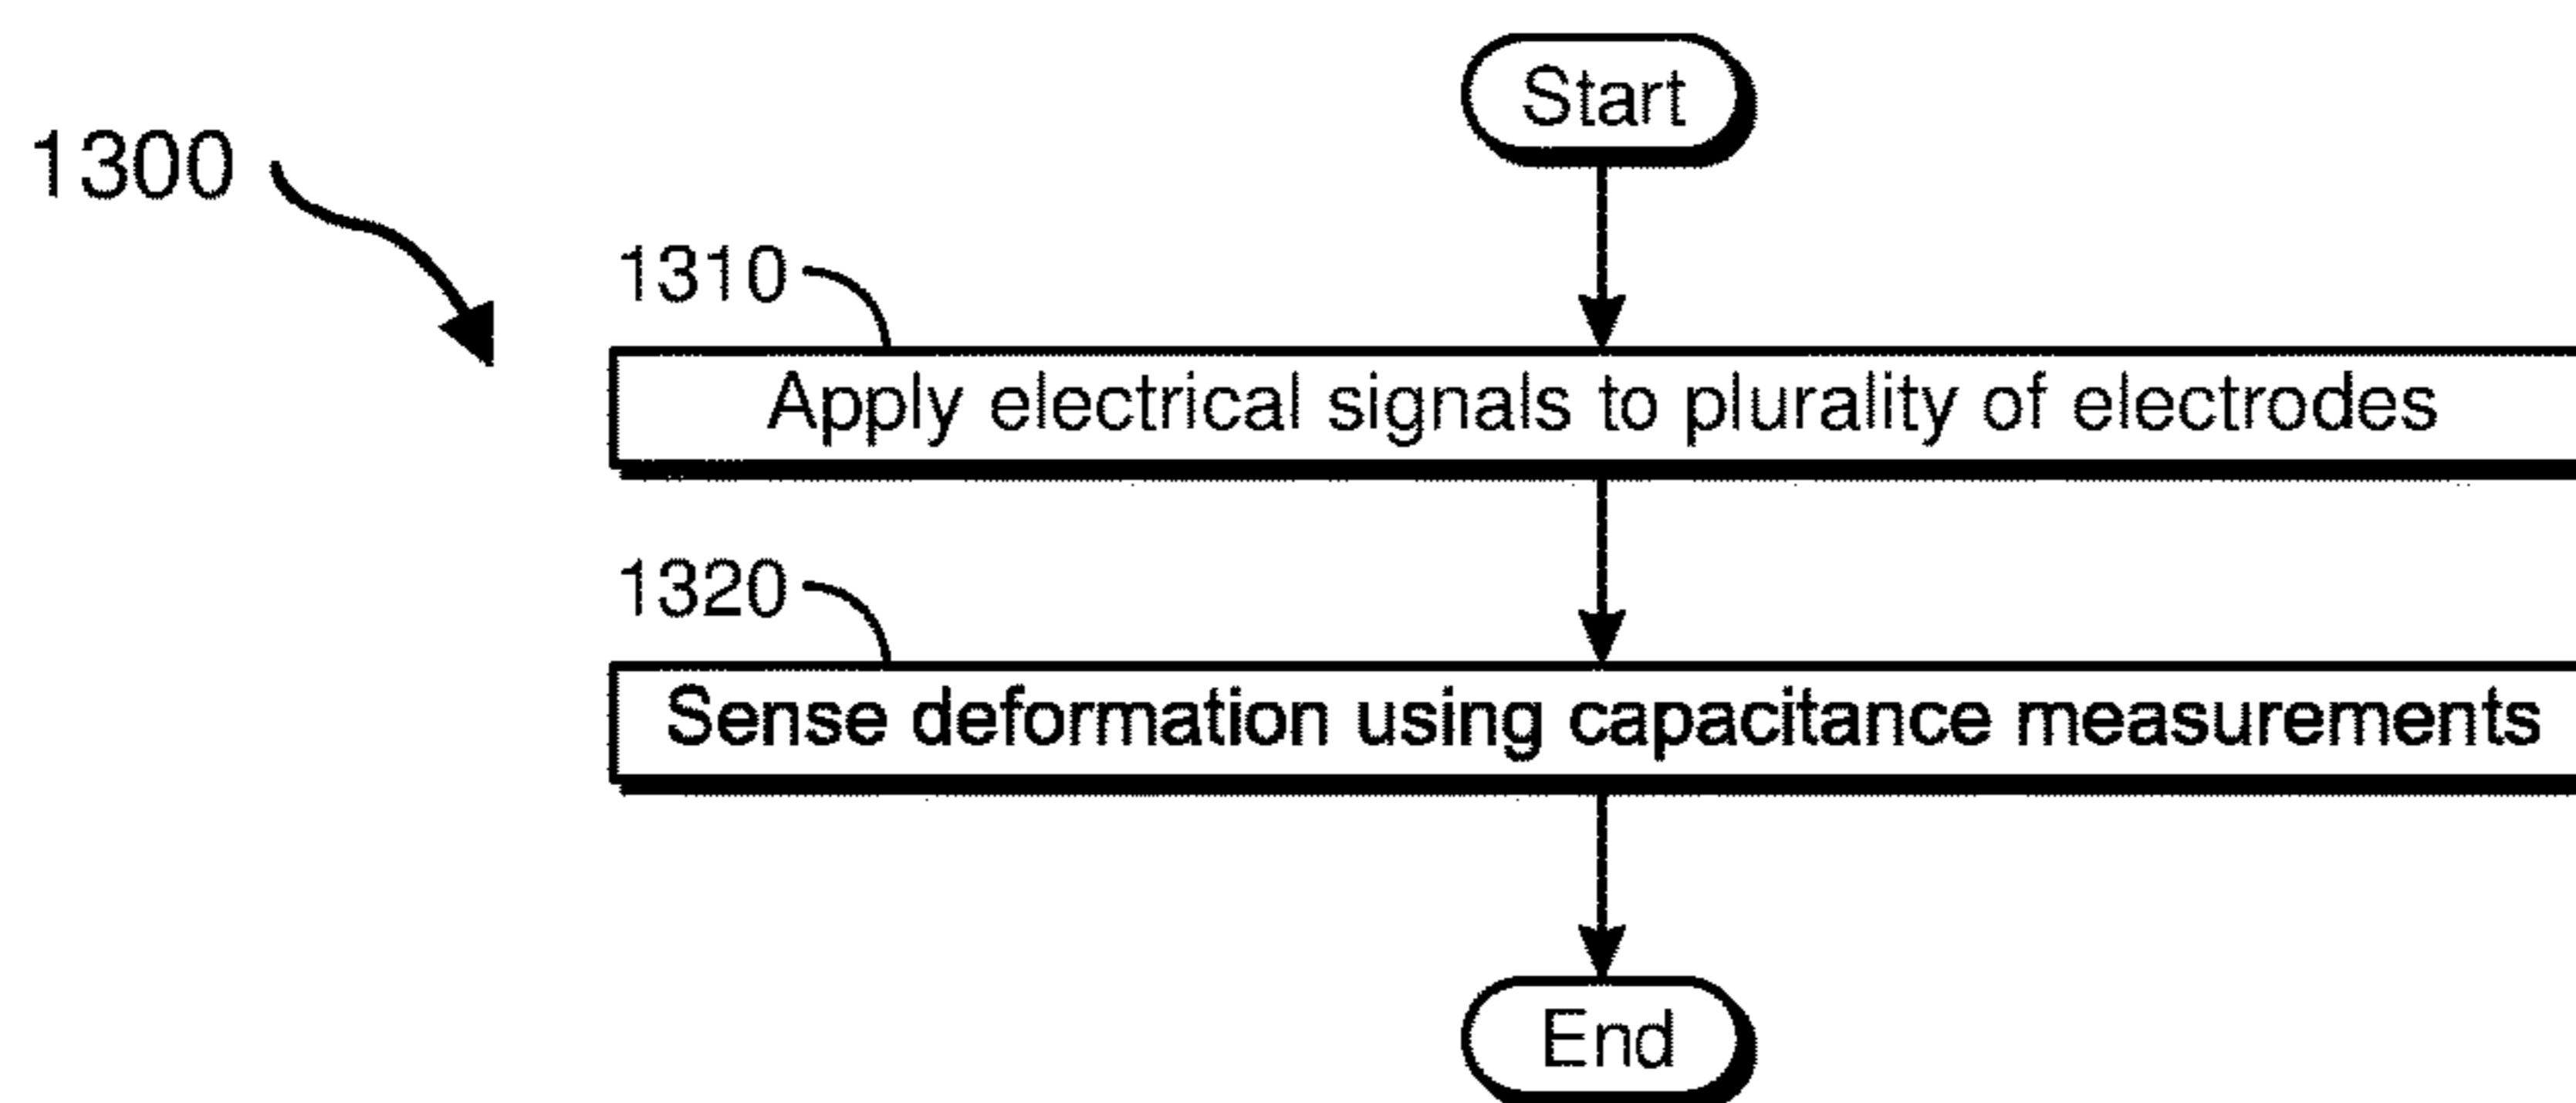 Start
1300
1310
Apply electrical signals to plurality of electrodes
1320
Sense deformation using capacitance measurements
End